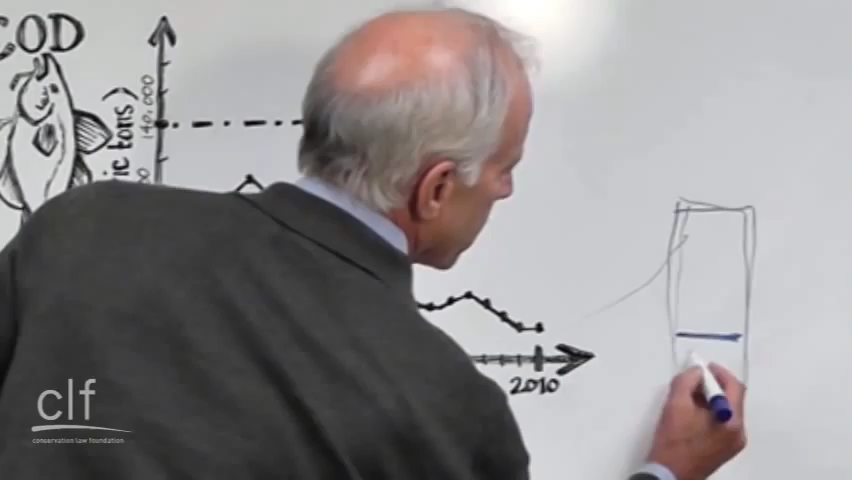 COD
ic tons)
140,000
2010
clf
conservation law foundation